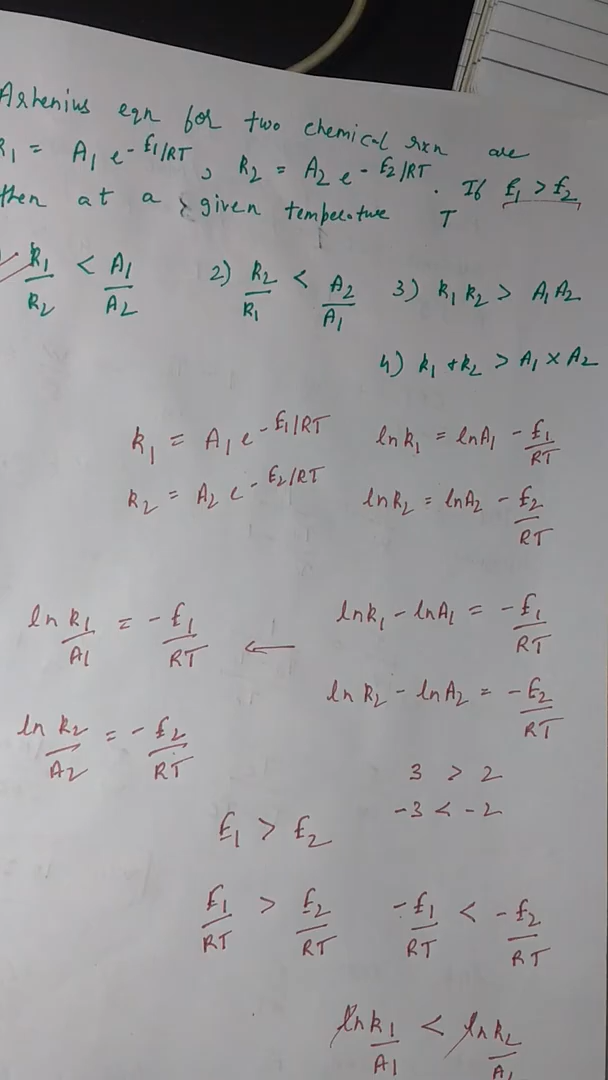 Arhenius eqn for two chemical rxn are
k1 = A1 e-E1/RT , k2 = A2 e-E2/RT . If E1 > E2
then at a given temperature T
k1/k2 < A1/A2 2) k2/k1 < A2/A1 3) k1 k2 > A1 A2
4) k1 + k2 > A1 x A2
k1 = A1 e-E1/RT ln k1 = ln A1 - E1/RT
k2 = A2 e-E2/RT ln k2 = ln A2 - E2/RT
ln k1/A1 = -E1/RT ← ln k1 - ln A1 = -E1/RT
ln k2/A2 = -E2/RT ln k2 - ln A2 = -E2/RT
3 > 2
-3 < -2
E1 > E2
E1/RT > E2/RT -E1/RT < -E2/RT
ln k1/A1 < ln k2/A